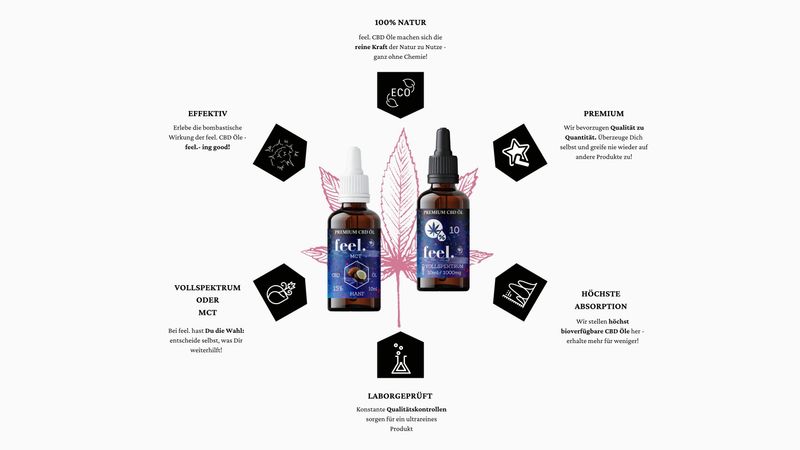 100% NATUR
feel. CBD Öle machen sich die
reine Kraft der Natur zu Nutze -
ganz ohne Chemie!
ECO
EFFEKTIV
Erlebe die bombastische
Wirkung der feel. CBD Öle -
feel.- ing good!
PREMIUM
Wir bevorzugen Qualität zu
Quantität. Überzeuge Dich
selbst und greife nie wieder auf
andere Produkte zu!
PREMIUM CBD ÖL
feel.
MCT
CBD ÖL
15% 10ml
HANF
PREMIUM CBD ÖL
10
%
feel.
VOLLSPEKTRUM
10ml / 1000mg
VOLLSPEKTRUM
ODER
MCT
Bei feel. hast Du die Wahl:
entscheide selbst, was Dir
weiterhilft!
HÖCHSTE
ABSORPTION
Wir stellen höchst
bioverfügbare CBD Öle her -
erhalte mehr für weniger!
LABORGEPRÜFT
Konstante Qualitätskontrollen
sorgen für ein ultrareines
Produkt